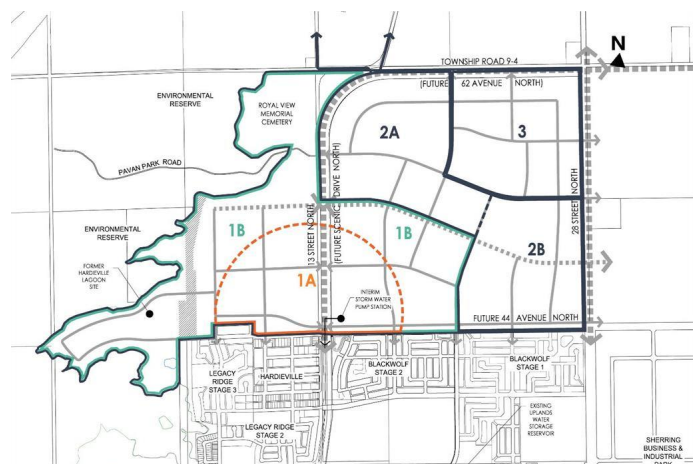 N
TOWNSHIP ROAD 9-4
(FUTURE 62 AVENUE NORTH)
ENVIRONMENTAL
RESERVE
ROYAL VIEW
MEMORIAL
CEMETERY
2A
3
PAVAN PARK ROAD
13 STREET NORTH
(FUTURE SCENIC DRIVE NORTH)
28 STREET NORTH
ENVIRONMENTAL
RESERVE
1B
1B
2B
FORMER
HARDIEVILLE
LAGOON
SITE
1A
INTERIM
STORM WATER
PUMP STATION
FUTURE 44 AVENUE NORTH
LEGACY
RIDGE
STAGE 3
HARDIEVILLE
BLACKWOLF
STAGE 2
BLACKWOLF
STAGE 1
LEGACY RIDGE
STAGE 2
EXISTING
UPLANDS
WATER
STORAGE
RESERVOIR
SHERRING
BUSINESS &
INDUSTRIAL
PARK